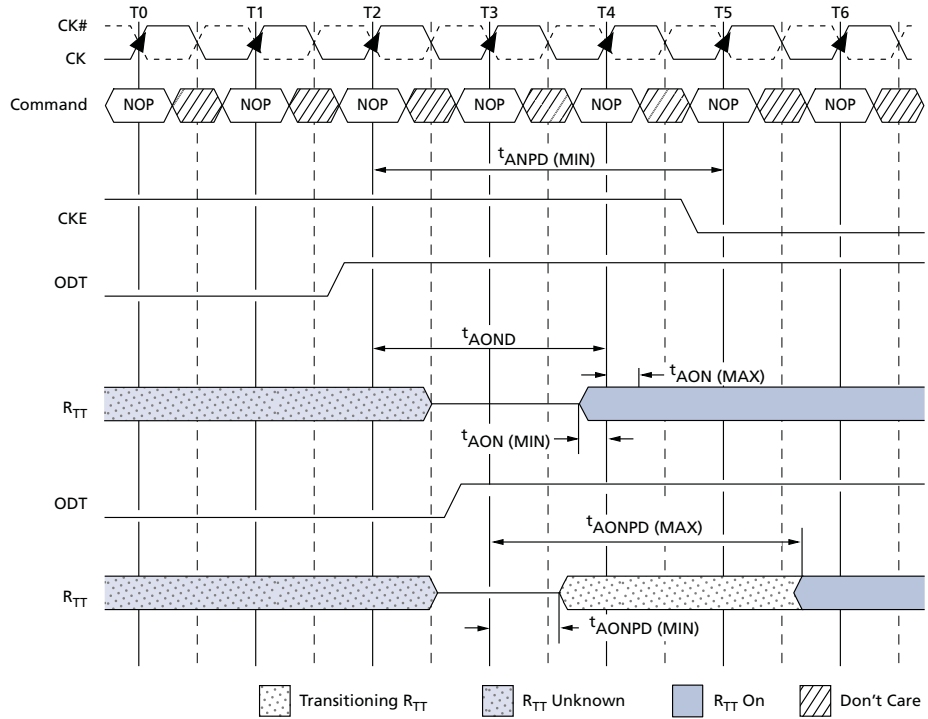 CK#
T0 T1 T2 T3 T4 T5 T6
CK
Command NOP NOP NOP NOP NOP NOP NOP
tANPD (MIN)
CKE
ODT
tAOND
tAON (MAX)
RTT
tAON (MIN)
ODT
tAONPD (MAX)
RTT
tAONPD (MIN)
Transitioning RTT RTT Unknown RTT On Don't Care